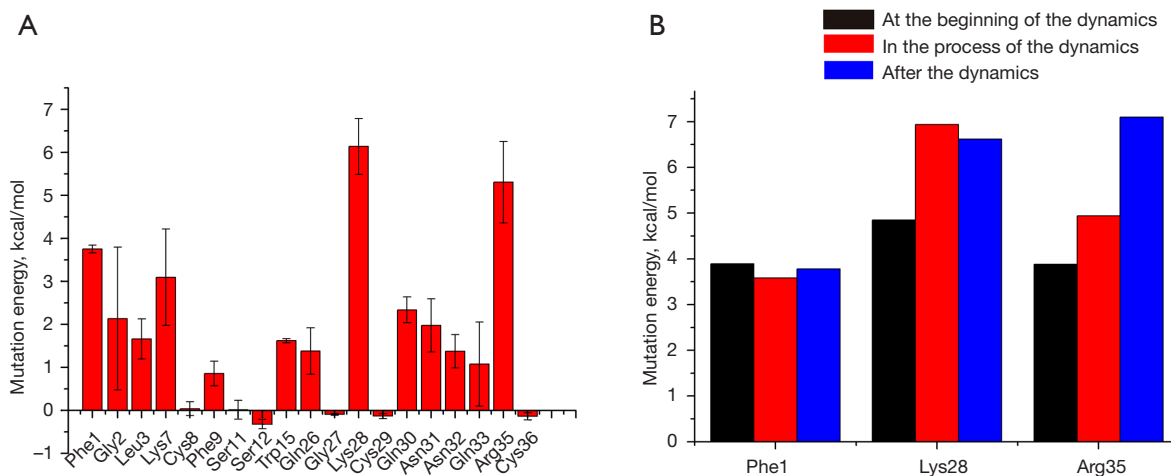 A
Mutation energy, kcal/mol
7
6
5
4
3
2
1
0
−1
Phe1
Gly2
Leu3
Lys7
Cys8
Phe9
Ser11
Ser12
Trp15
Gln26
Gly27
Lys28
Cys29
Gln30
Asn31
Asn32
Gln33
Arg35
Cys36
B
At the beginning of the dynamics
In the process of the dynamics
After the dynamics
Mutation energy, kcal/mol
7
6
5
4
3
2
1
0
Phe1 Lys28 Arg35